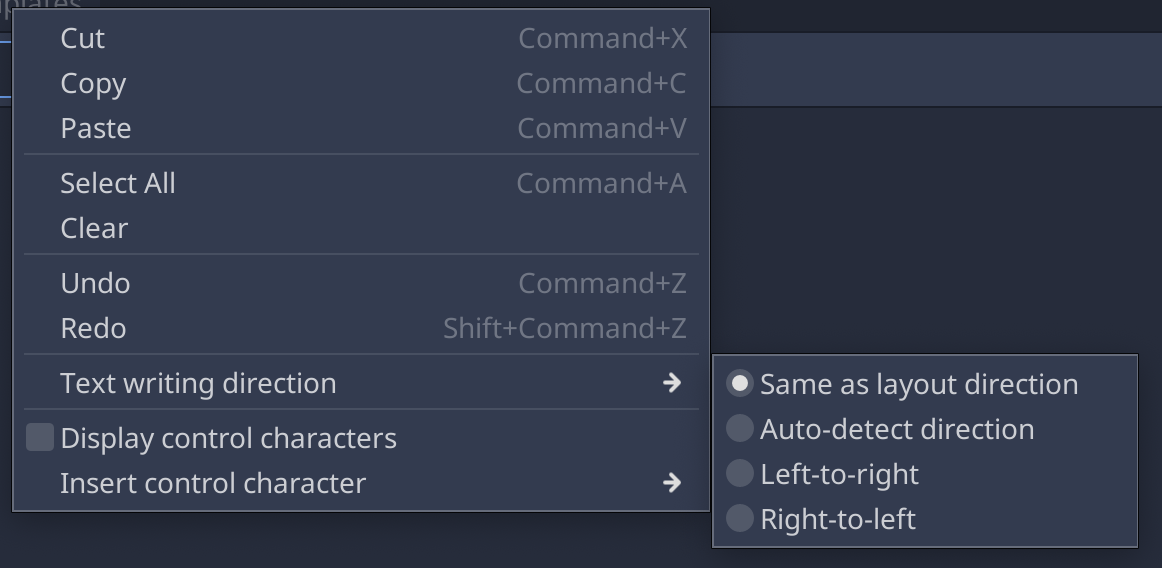 Cut Command+X
Copy Command+C
Paste Command+V
Select All Command+A
Clear
Undo Command+Z
Redo Shift+Command+Z
Text writing direction
Display control characters
Insert control character
Same as layout direction
Auto-detect direction
Left-to-right
Right-to-left